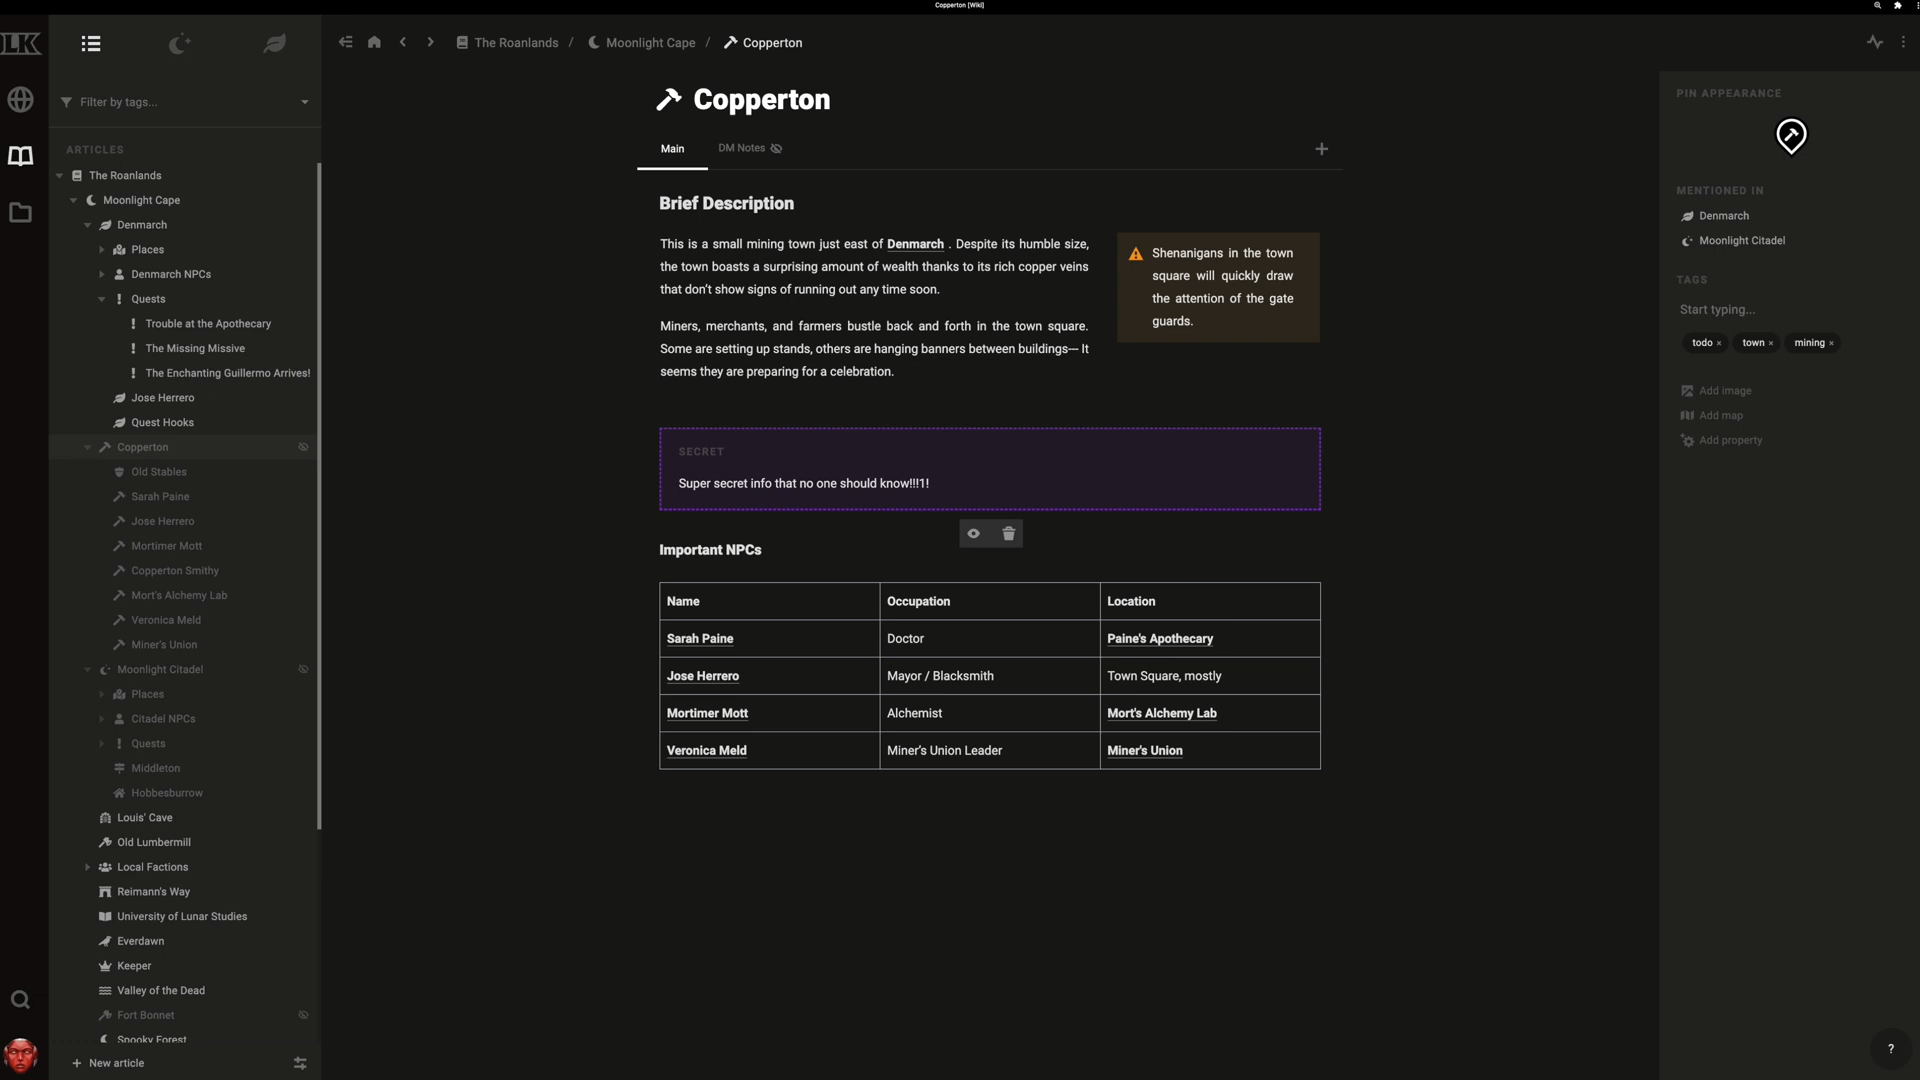 Copperton [Wiki]
LK
The Roanlands / Moonlight Cape / Copperton
Filter by tags...
ARTICLES
The Roanlands
Moonlight Cape
Denmarch
Places
Denmarch NPCs
Quests
Trouble at the Apothecary
The Missing Missive
The Enchanting Guillermo Arrives!
Jose Herrero
Quest Hooks
Copperton
Old Stables
Sarah Paine
Jose Herrero
Mortimer Mott
Copperton Smithy
Mort's Alchemy Lab
Veronica Meld
Miner's Union
Moonlight Citadel
Places
Citadel NPCs
Quests
Middleton
Hobbesburrow
Louis' Cave
Old Lumbermill
Local Factions
Reimann's Way
University of Lunar Studies
Everdawn
Keeper
Valley of the Dead
Fort Bonnet
Spooky Forest
+ New article
Copperton
Main DM Notes
Brief Description
This is a small mining town just east of Denmarch . Despite its humble size,
the town boasts a surprising amount of wealth thanks to its rich copper veins
that don't show signs of running out any time soon.
Miners, merchants, and farmers bustle back and forth in the town square.
Some are setting up stands, others are hanging banners between buildings— It
seems they are preparing for a celebration.
Shenanigans in the town
square will quickly draw
the attention of the gate
guards.
SECRET
Super secret info that no one should know!!!1!
Important NPCs
Name Occupation Location
Sarah Paine Doctor Paine's Apothecary
Jose Herrero Mayor / Blacksmith Town Square, mostly
Mortimer Mott Alchemist Mort's Alchemy Lab
Veronica Meld Miner's Union Leader Miner's Union
PIN APPEARANCE
MENTIONED IN
Denmarch
Moonlight Citadel
TAGS
Start typing...
todo × town × mining ×
Add image
Add map
Add property
?